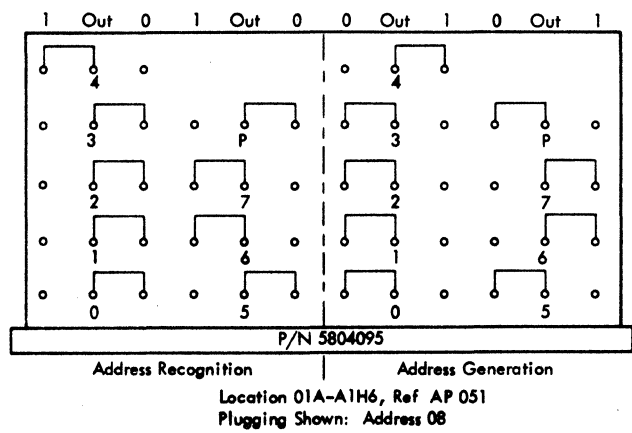 1 Out 0 1 Out 0 0 Out 1 0 Out 1
4 4
3 P 3 P
2 7 2 7
1 6 1 6
0 5 0 5
P/N 5804095
Address Recognition Address Generation
Location 01A-A1H6, Ref AP 051
Plugging Shown: Address 08